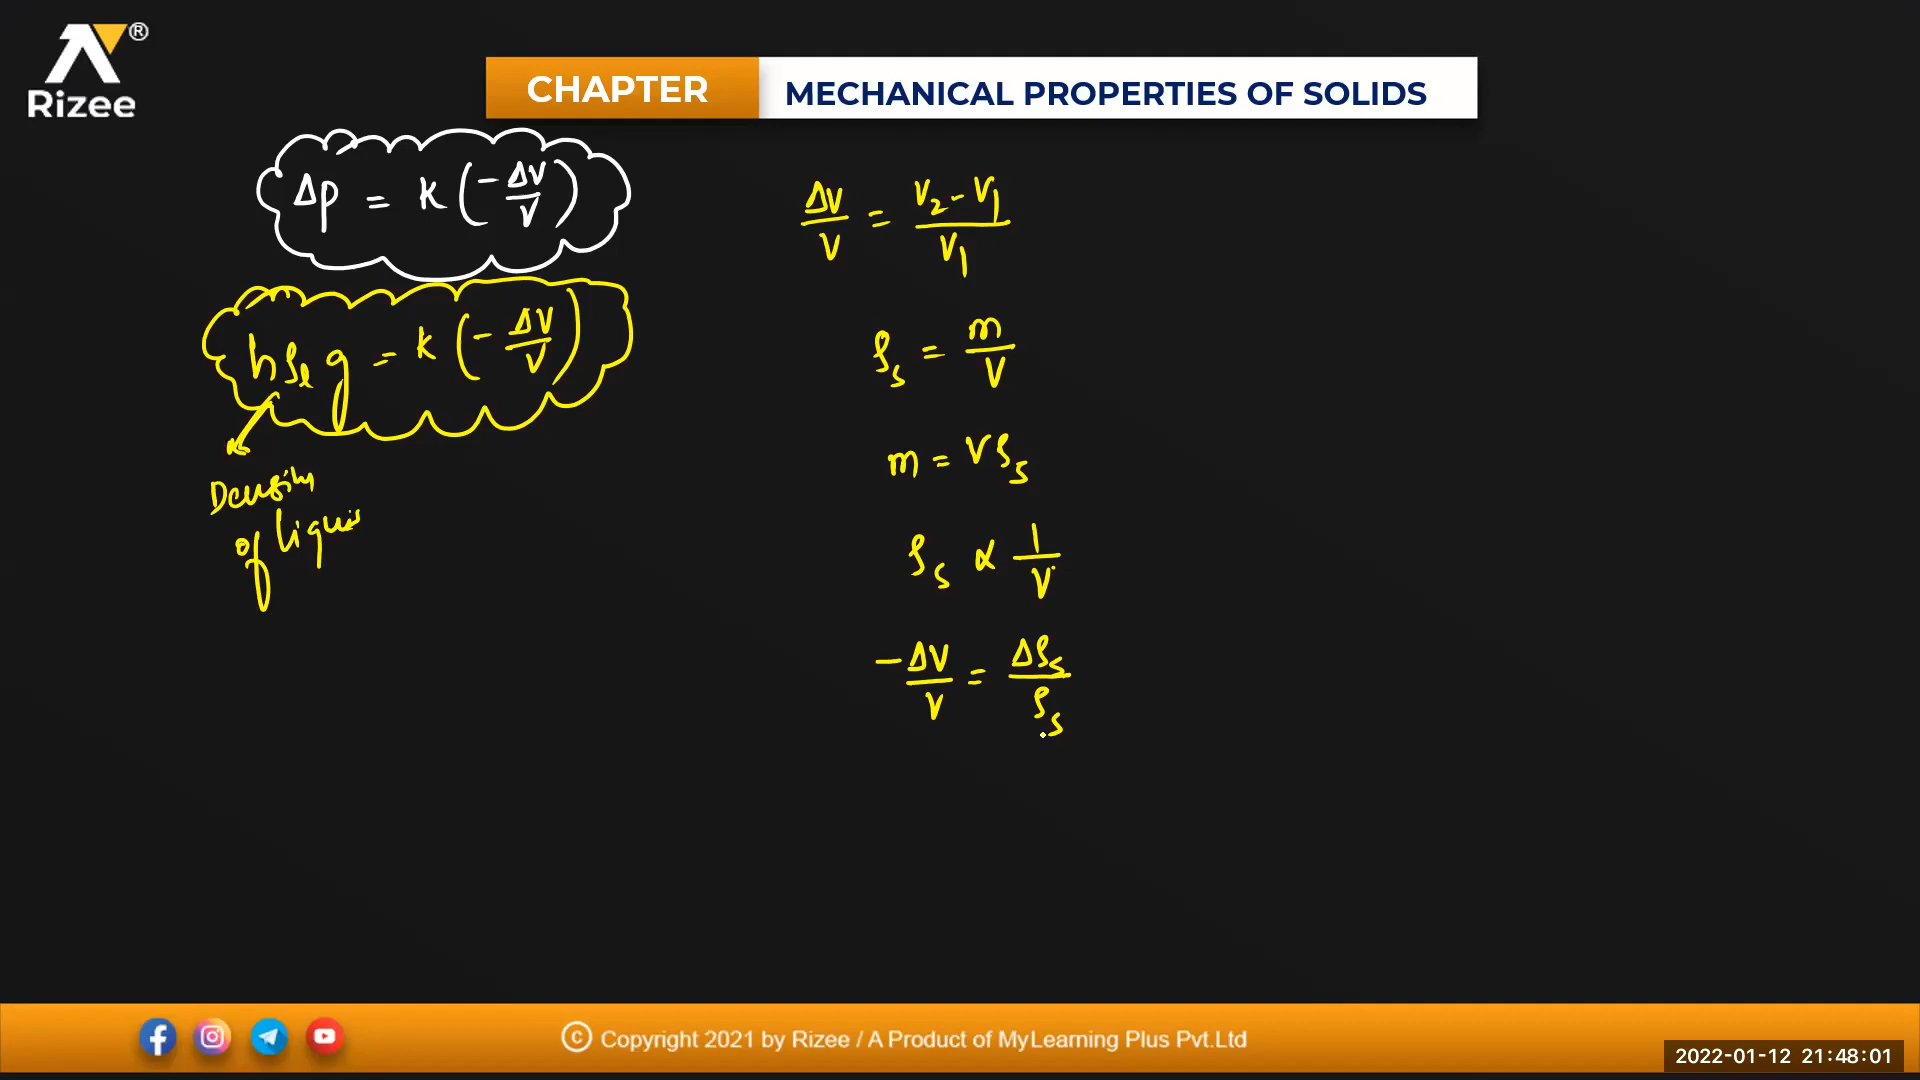 Rizee®
CHAPTER MECHANICAL PROPERTIES OF SOLIDS
Δp = k (-ΔV/V)
hρₗ g = k (-ΔV/V)
Density
of
ΔV/V = V₂-V₁/V₁
ρₛ = m/V
m = Vρₛ
ρₛ ∝ 1/V
-ΔV/V = Δρₛ/ρₛ
© Copyright 2021 by Rizee / A Product of MyLearning Plus Pvt.Ltd
2022-01-12 21:48:01